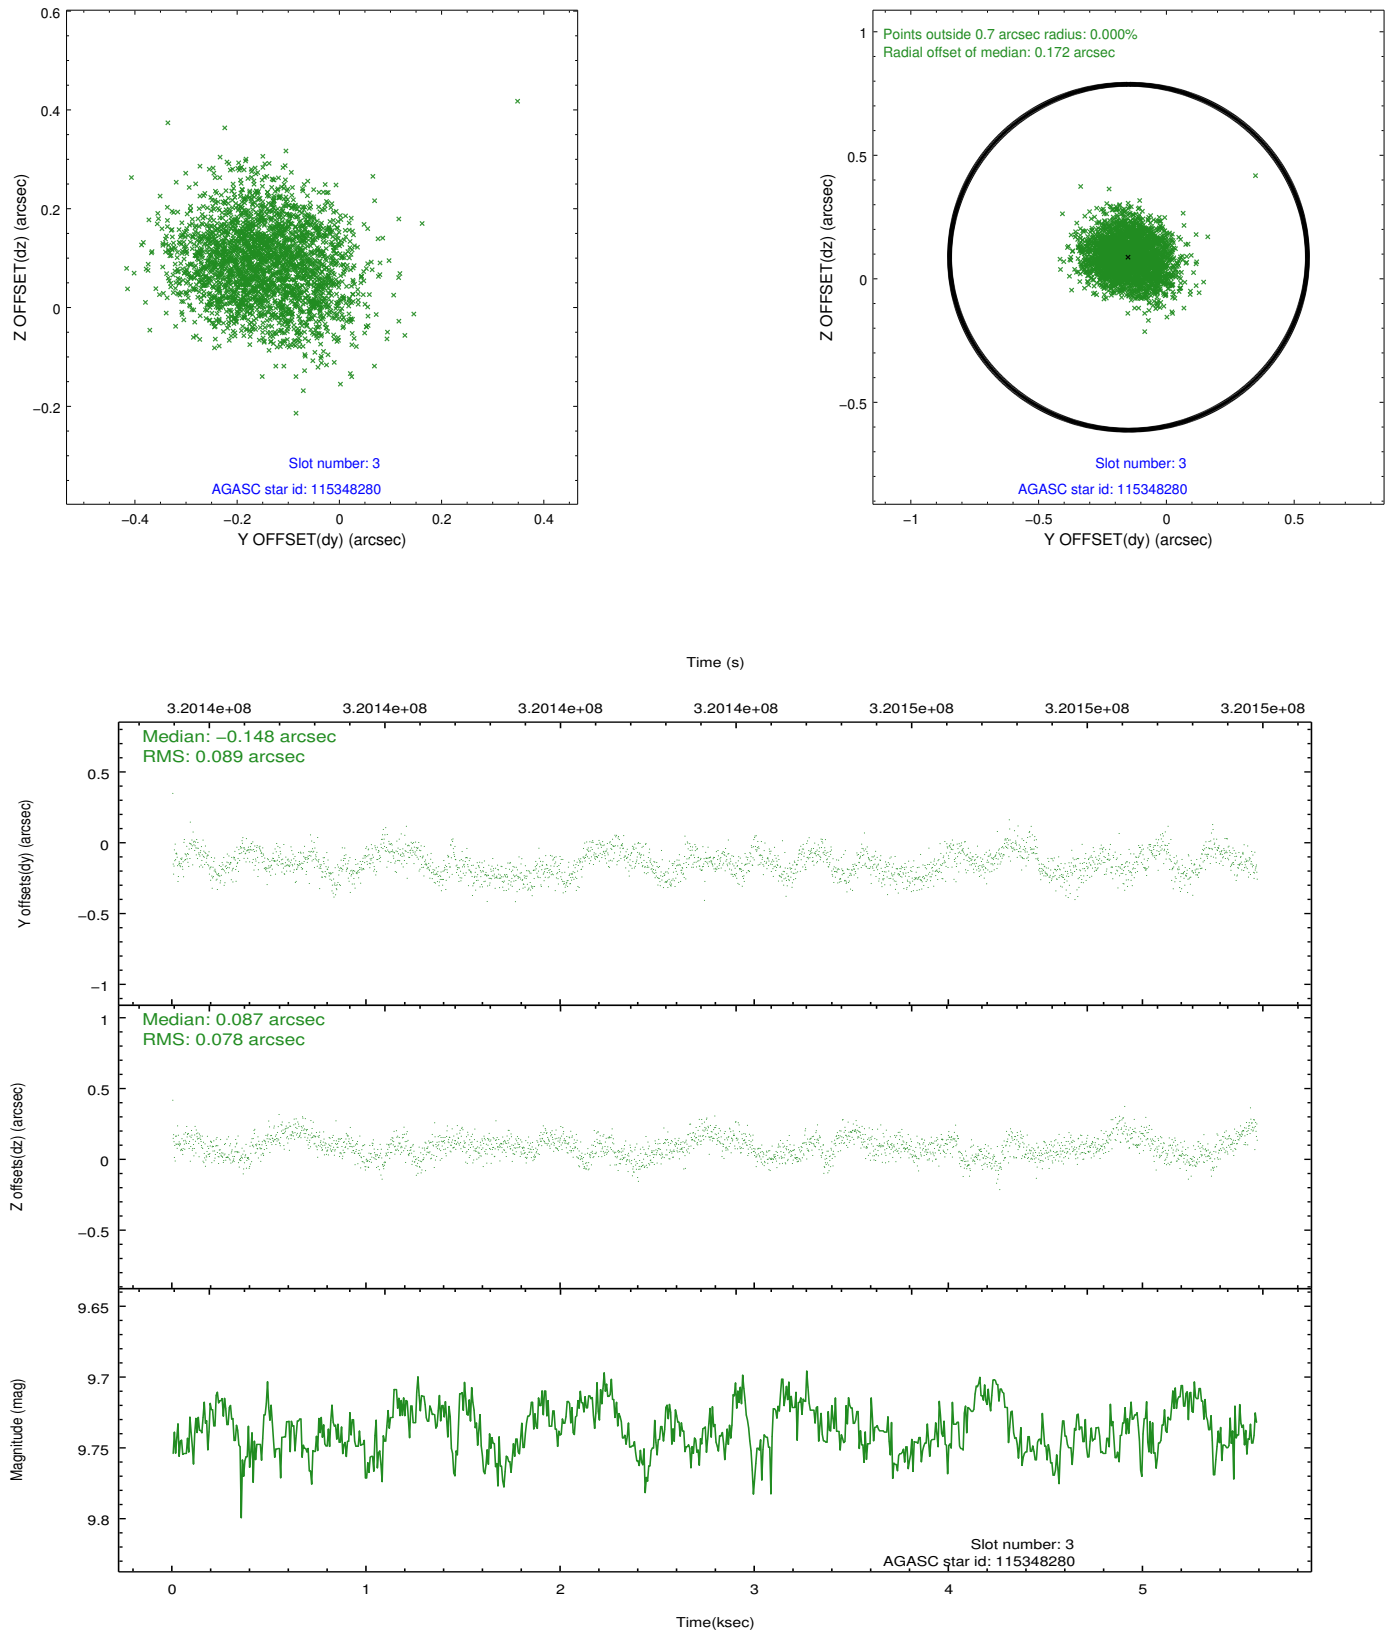 0.6
0.4
0.2
0
−0.2
Z OFFSET(dz) (arcsec)
Slot number: 3
AGASC star id: 115348280
−0.4 −0.2 0 0.2 0.4
Y OFFSET(dy) (arcsec)
Points outside 0.7 arcsec radius: 0.000%
Radial offset of median: 0.172 arcsec
1
0.5
0
−0.5
Z OFFSET(dz) (arcsec)
Slot number: 3
AGASC star id: 115348280
−1 −0.5 0 0.5
Y OFFSET(dy) (arcsec)
Time (s)
3.2014e+08 3.2014e+08 3.2014e+08 3.2014e+08 3.2015e+08 3.2015e+08 3.2015e+08
Median: −0.148 arcsec
RMS: 0.089 arcsec
0.5
0
−0.5
−1
Y offsets(dy) (arcsec)
Median: 0.087 arcsec
RMS: 0.078 arcsec
1
0.5
0
−0.5
Z offsets(dz) (arcsec)
9.65
9.7
9.75
9.8
Magnitude (mag)
Slot number: 3
AGASC star id: 115348280
0 1 2 3 4 5
Time(ksec)